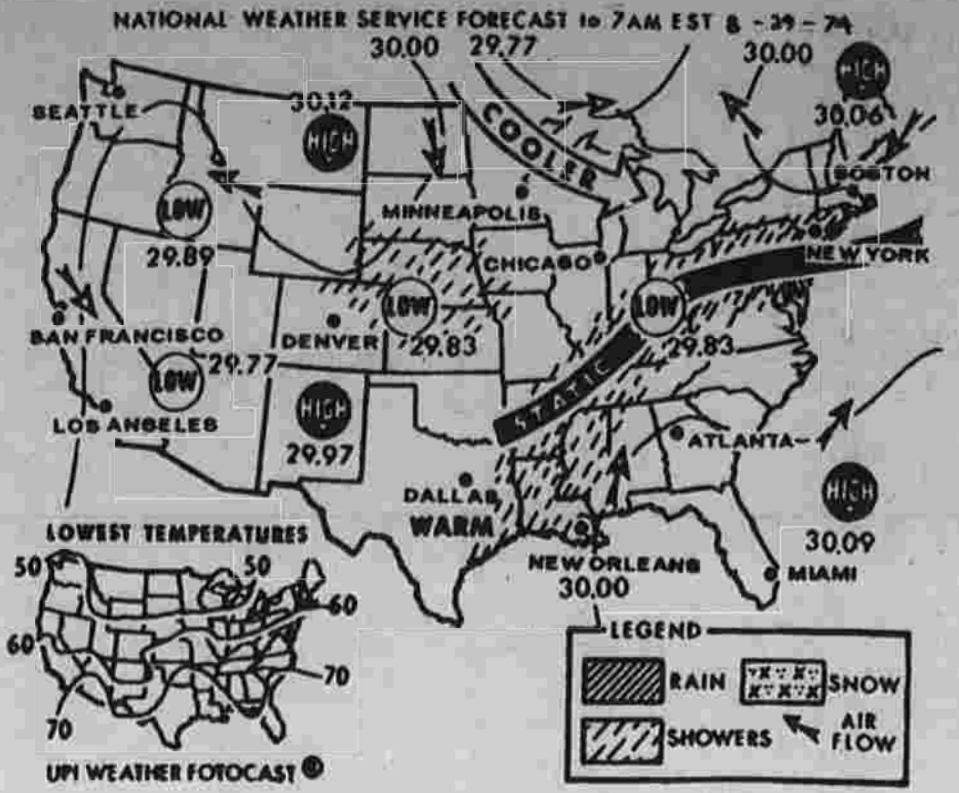 NATIONAL WEATHER SERVICE FORECAST to 7AM EST 8 - 29 - 74
30.00 29.77 30.00
HIGH
30.06
SEATTLE
30.12
HIGH
COOLER
BOSTON
LOW
29.89
MINNEAPOLIS
CHICAGO
NEW YORK
LOW
29.83
LOW
29.83
DENVER
SAN FRANCISCO
29.77
LOW
STATIC
LOS ANGELES
HIGH
29.97
ATLANTA
DALLAS
WARM
HIGH
30.09
NEW ORLEANS
30.00
MIAMI
LOWEST TEMPERATURES
50 50
60
60
70
70
UPI WEATHER FOTOCAST
LEGEND
RAIN SNOW
SHOWERS AIR FLOW